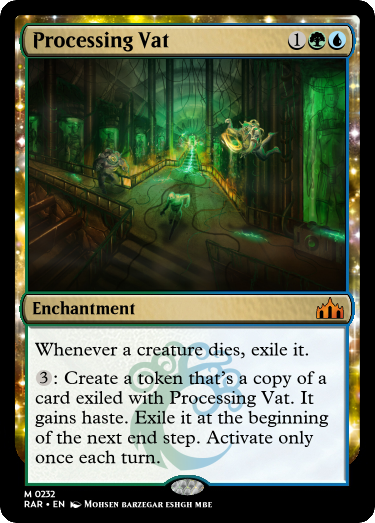 Processing Vat 1
Enchantment
Whenever a creature dies, exile it.
3: Create a token that's a copy of a
card exiled with Processing Vat. It
gains haste. Exile it at the beginning
of the next end step. Activate only
once each turn.
M 0232
RAR • EN Mohsen barzegar eshgh mbe